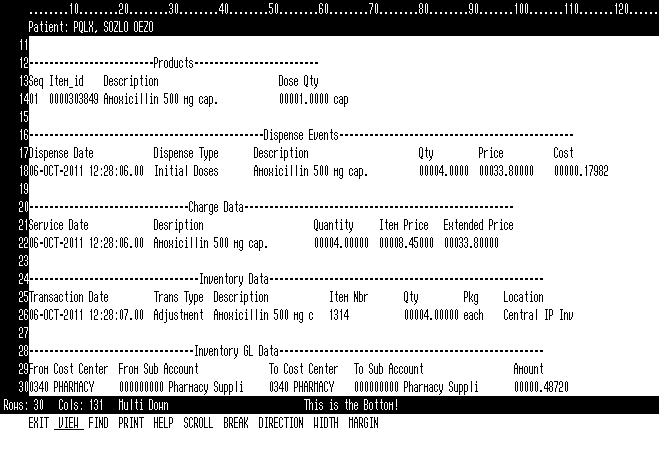 ........10........20........30........40........50........60........70........80........90.......100.......110.......120.....
Patient: PQLX, SOZLO OEZO
11
12-------------------------Products-------------------------
13Seq Item_id Description Dose Qty
1401 0000303849 Amoxicillin 500 mg cap. 00001.0000 cap
15
16-----------------------------------------------Dispense Events-----------------------------------------------
17Dispense Date Dispense Type Description Qty Price Cost
1806-OCT-2011 12:28:06.00 Initial Doses Amoxicillin 500 mg cap. 00004.0000 00033.80000 00000.17982
19
20--------------------------------Charge Data------------------------------------------------------
21Service Date Desription Quantity Item Price Extended Price
2206-OCT-2011 12:28:06.00 Amoxicillin 500 mg cap. 00004.00000 00008.45000 00033.80000
23
24----------------------------------Inventory Data-------------------------------------------------------
25Transaction Date Trans Type Description Item Nbr Qty Pkg Location
2606-OCT-2011 12:28:07.00 Adjustment Amoxicillin 500 mg c 1314 00004.00000 each Central IP Inv
27
28---------------------------------Inventory GL Data-----------------------------------------------------
29From Cost Center From Sub Account To Cost Center To Sub Account Amount
300340 PHARMACY 000000000 Pharmacy Suppli 0340 PHARMACY 000000000 Pharmacy Suppli 00000.48720
Rows: 30 Cols: 131 Multi Down This is the Bottom!
EXIT VIEW FIND PRINT HELP SCROLL BREAK DIRECTION WIDTH MARGIN